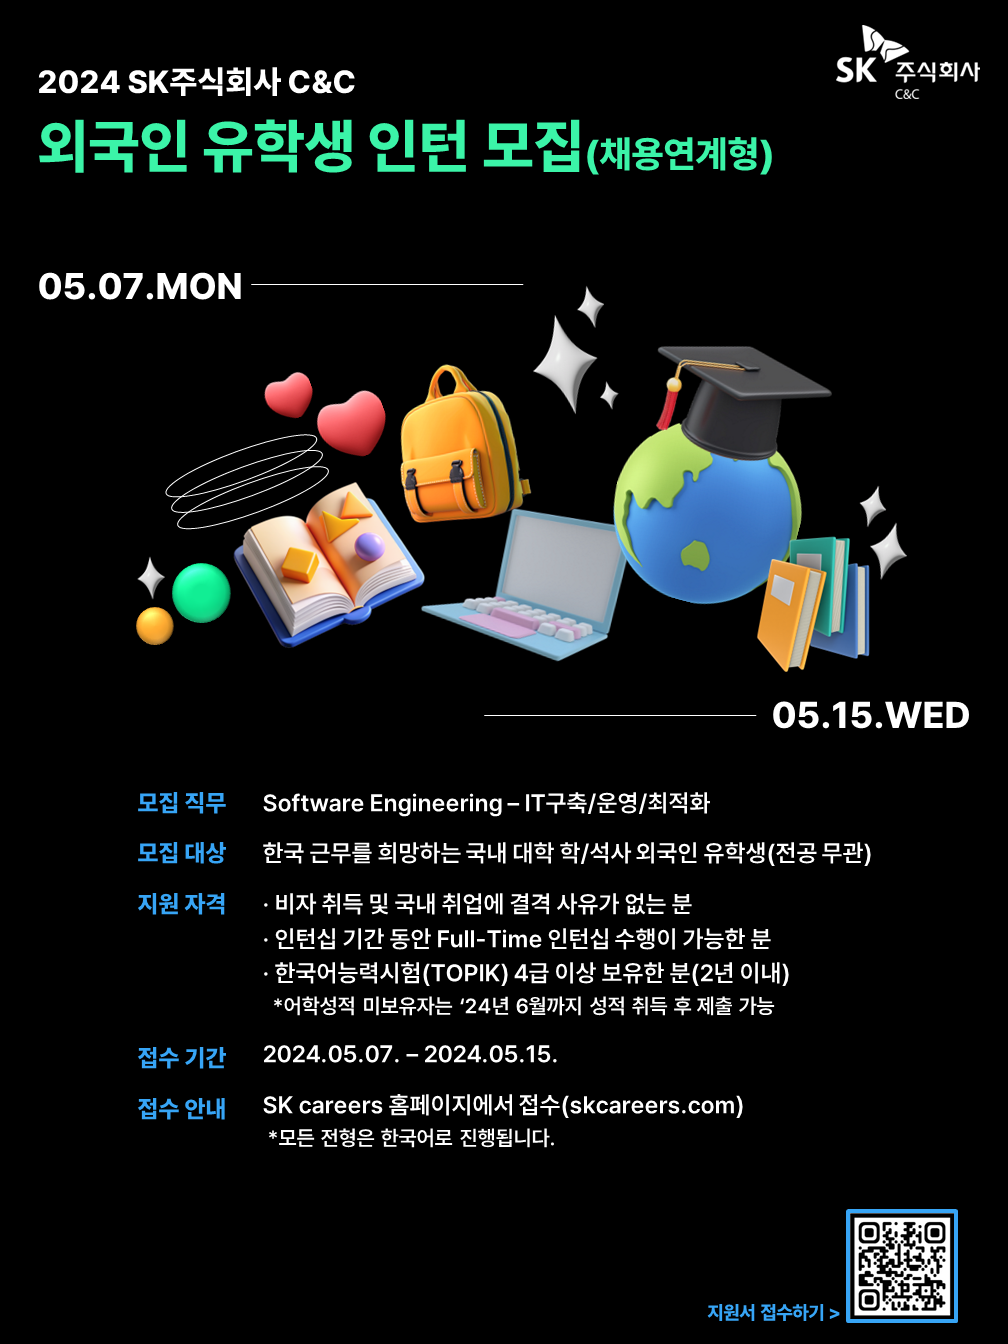 2024 SK주식회사 C&C
SK 주식회사
C&C
외국인 유학생 인턴 모집(채용연계형)
05.07.MON
05.15.WED
모집 직무 Software Engineering – IT구축/운영/최적화
모집 대상 한국 근무를 희망하는 국내 대학 학/석사 외국인 유학생(전공 무관)
지원 자격 · 비자 취득 및 국내 취업에 결격 사유가 없는 분
· 인턴십 기간 동안 Full-Time 인턴십 수행이 가능한 분
· 한국어능력시험(TOPIK) 4급 이상 보유한 분(2년 이내)
*어학성적 미보유자는 ‘24년 6월까지 성적 취득 후 제출 가능
접수 기간 2024.05.07. – 2024.05.15.
접수 안내 SK careers 홈페이지에서 접수(skcareers.com)
*모든 전형은 한국어로 진행됩니다.
지원서 접수하기 >